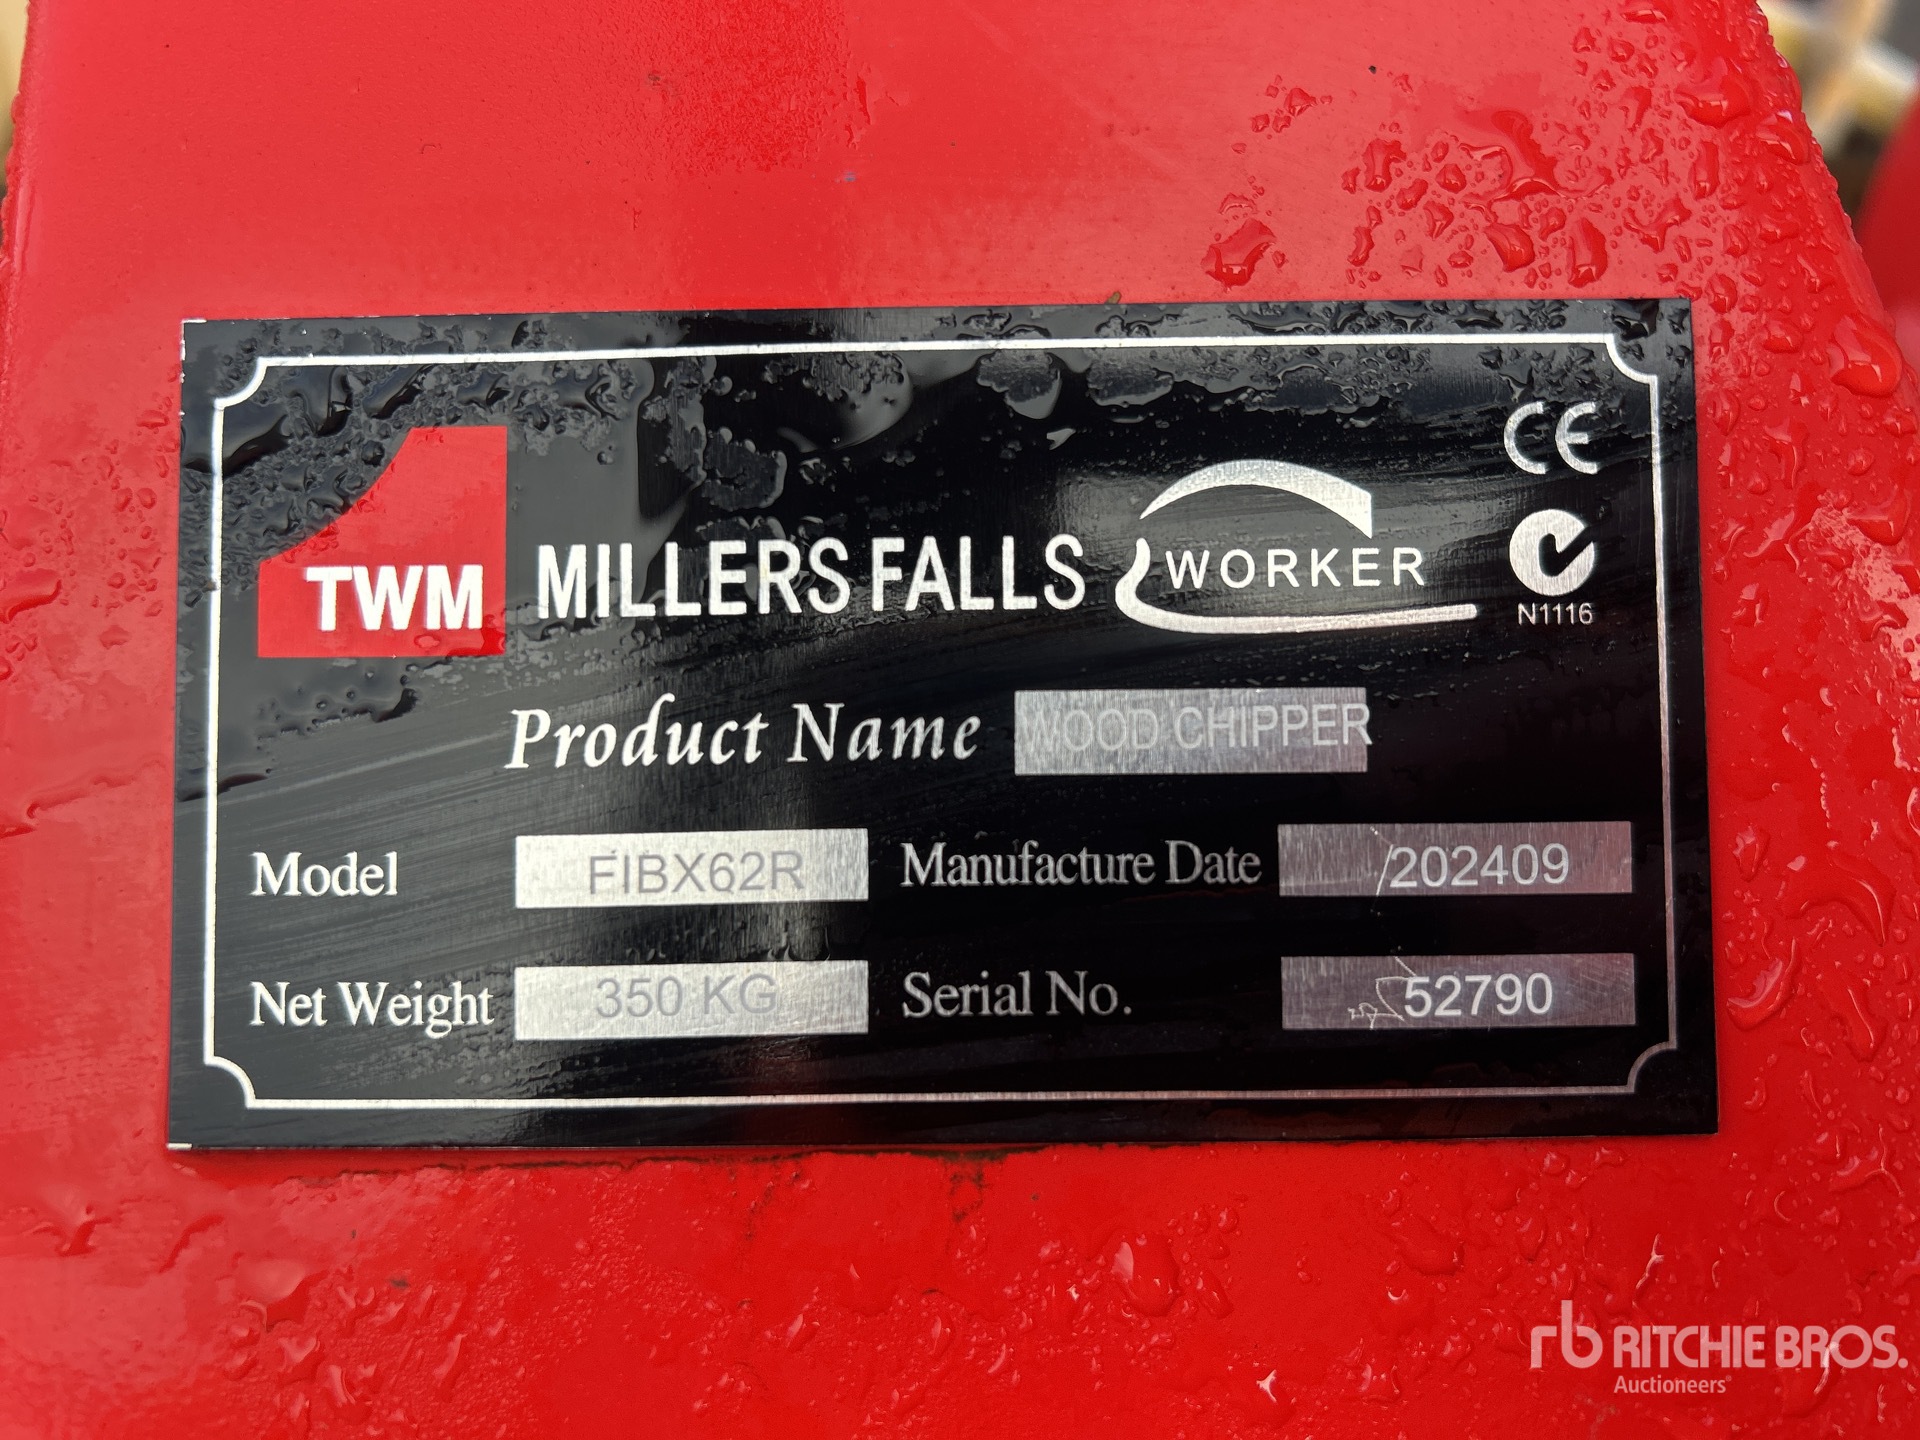 TWM MILLERS FALLS WORKER
CE
N1116
Product Name WOOD CHIPPER
Model FIBX62R Manufacture Date /202409
Net Weight 350 KG Serial No. 52790
rb RITCHIE BROS.
Auctioneers